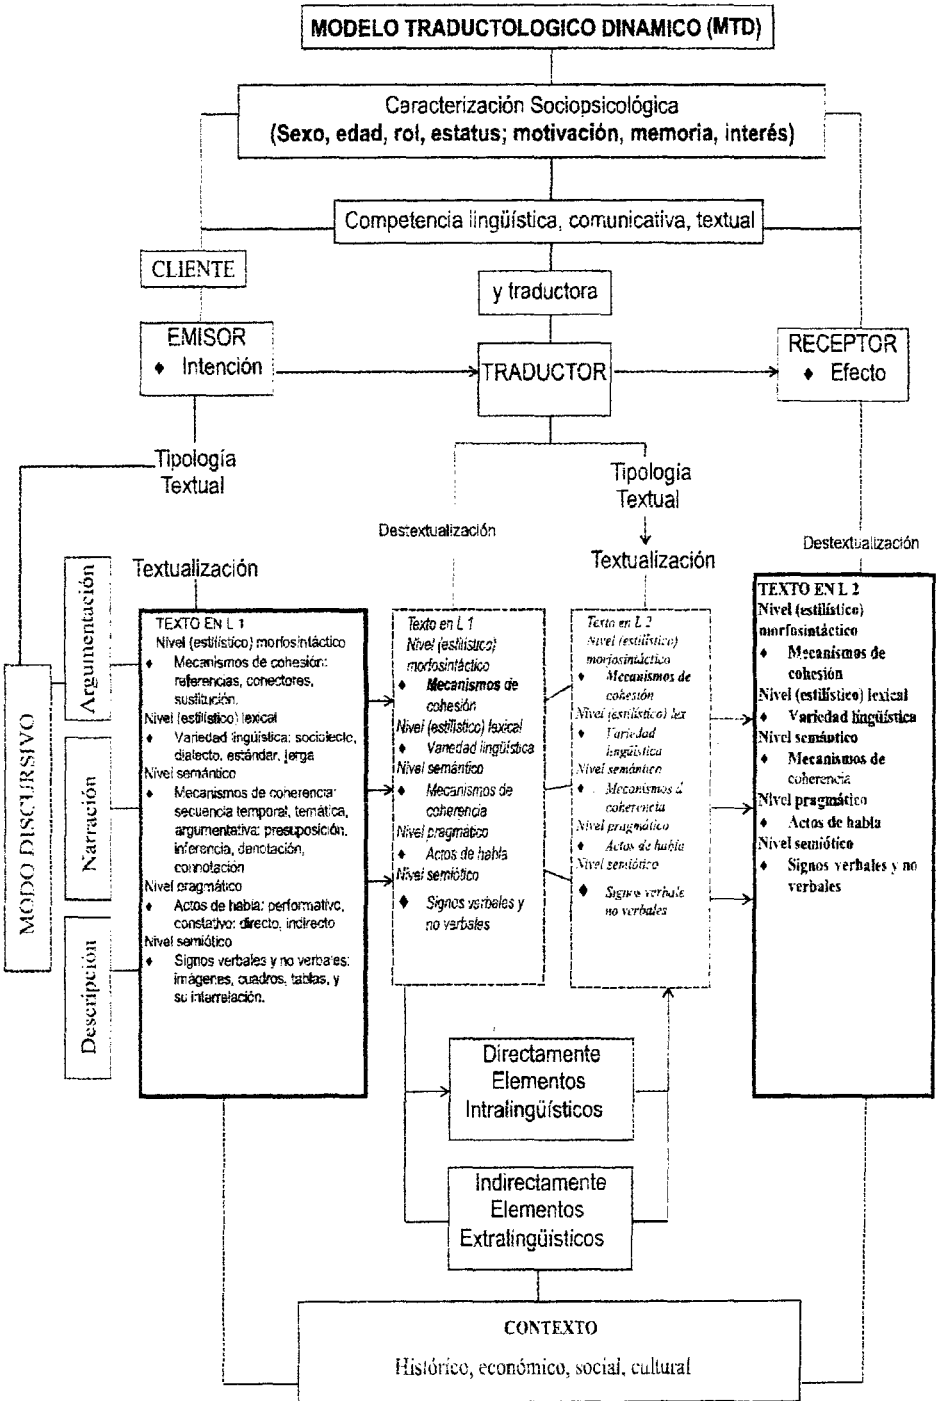 MODELO TRADUCTOLOGICO DINAMICO (MTD)
Caracterización Sociopsicológica
(Sexo, edad, rol, estatus; motivación, memoria, interés)
Competencia lingüística, comunicativa, textual
CLIENTE
y traductora
EMISOR
♦ Intención
TRADUCTOR
RECEPTOR
♦ Efecto
Tipología
Textual
Tipología
Textual
Destextualización
Destextualización
Textualización
Textualización
MODO DISCURSIVO
Argumentación
Narración
Descripción
TEXTO EN L 1
Nivel (estilístico) morfosintáctico
♦ Mecanismos de cohesión:
referencias, conectores,
sustitución.
Nivel (estilístico) lexical
♦ Variedad lingüística: sociolecto,
dialecto, estándar, jerga
Nivel semántico
♦ Mecanismos de coherencia:
secuencia temporal, temática,
argumentativa: presuposición,
inferencia, denotación,
connotación
Nivel pragmático
♦ Actos de habla: performativo,
constativo: directo, indirecto
Nivel semiótico
♦ Signos verbales y no verbales:
imágenes, cuadros, tablas, y
su interrelación.
Texto en L 1
Nivel (estilístico)
morfosintáctico
♦ Mecanismos de
cohesión
Nivel (estilístico) lexical
♦ Variedad lingüística
Nivel semántico
♦ Mecanismos de
coherencia
Nivel pragmático
♦ Actos de habla
Nivel semiótico
♦ Signos verbales y
no verbales
Texto en L 2
Nivel (estilístico)
morfosintáctico
♦ Mecanismos de
cohesión
Nivel (estilístico) lex
♦ Variedad
lingüística
Nivel semántico
♦ Mecanismos d
coherencia
Nivel pragmático
♦ Actos de habla
Nivel semiótico
♦ Signos verbale
no verbales
TEXTO EN L 2
Nivel (estilístico)
morfosintáctico
♦ Mecanismos de
cohesión
Nivel (estilístico) lexical
♦ Variedad lingüística
Nivel semántico
♦ Mecanismos de
coherencia
Nivel pragmático
♦ Actos de habla
Nivel semiótico
♦ Signos verbales y no
verbales
Directamente
Elementos
Intralingüísticos
Indirectamente
Elementos
Extralingüísticos
CONTEXTO
Histórico, económico, social, cultural